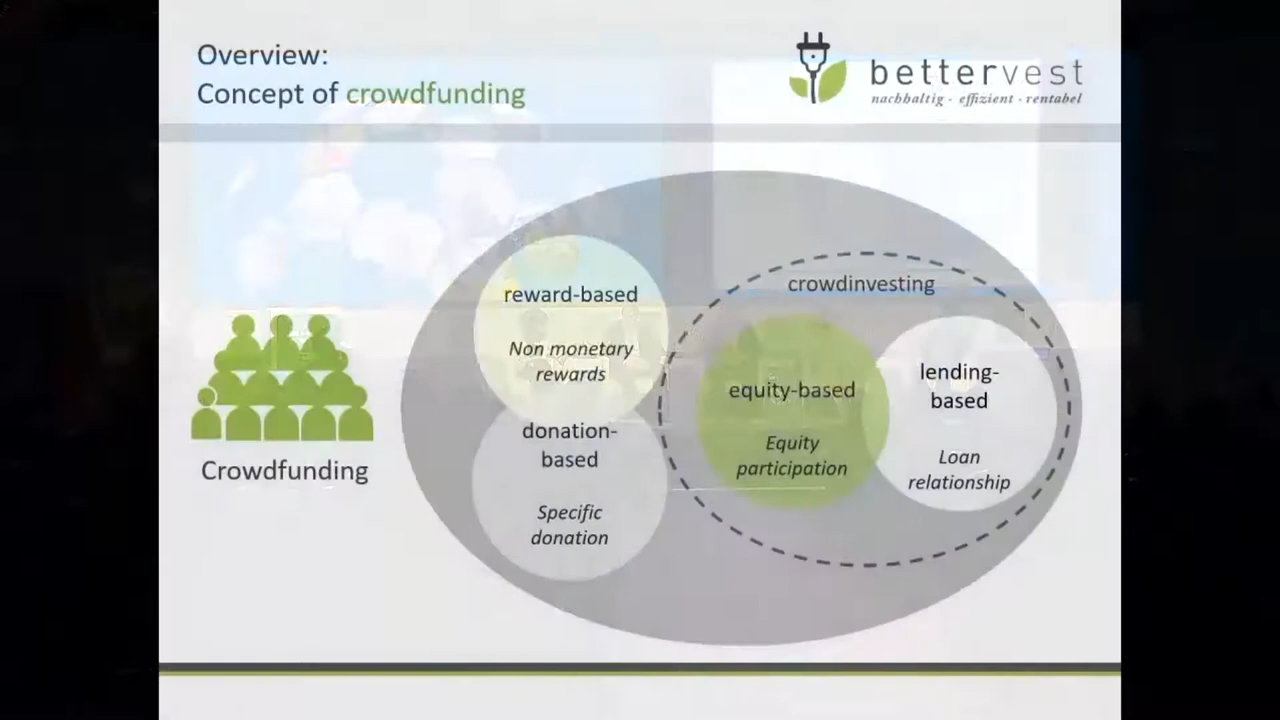 Overview:
Concept of crowdfunding
bettervest
nachhaltig · effizient · rentabel
crowdinvesting
reward-based
Non monetary
rewards
donation-
based
Specific
donation
equity-based
Equity
participation
lending-
based
Loan
relationship
Crowdfunding